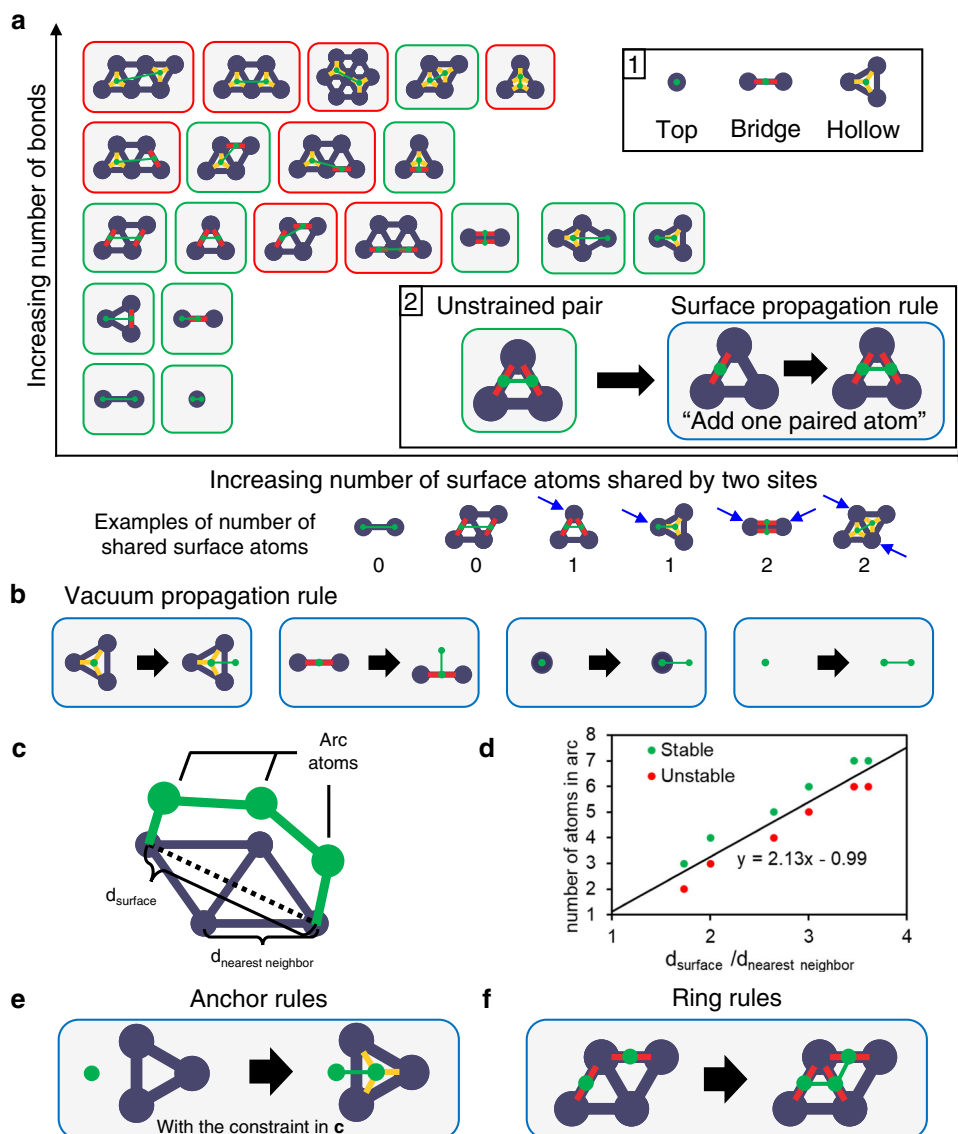 a
Increasing number of bonds
1
Top Bridge Hollow
2
Unstrained pair
Surface propagation rule
“Add one paired atom”
Increasing number of surface atoms shared by two sites
Examples of number of
shared surface atoms
0 0 1 1 2 2
b
Vacuum propagation rule
c
Arc
atoms
dsurface
dnearest neighbor
d
number of atoms in arc
8
7
6
5
4
3
2
1
Stable
Unstable
y = 2.13x - 0.99
1 2 3 4
dsurface /dnearest neighbor
e
Anchor rules
With the constraint in c
f
Ring rules